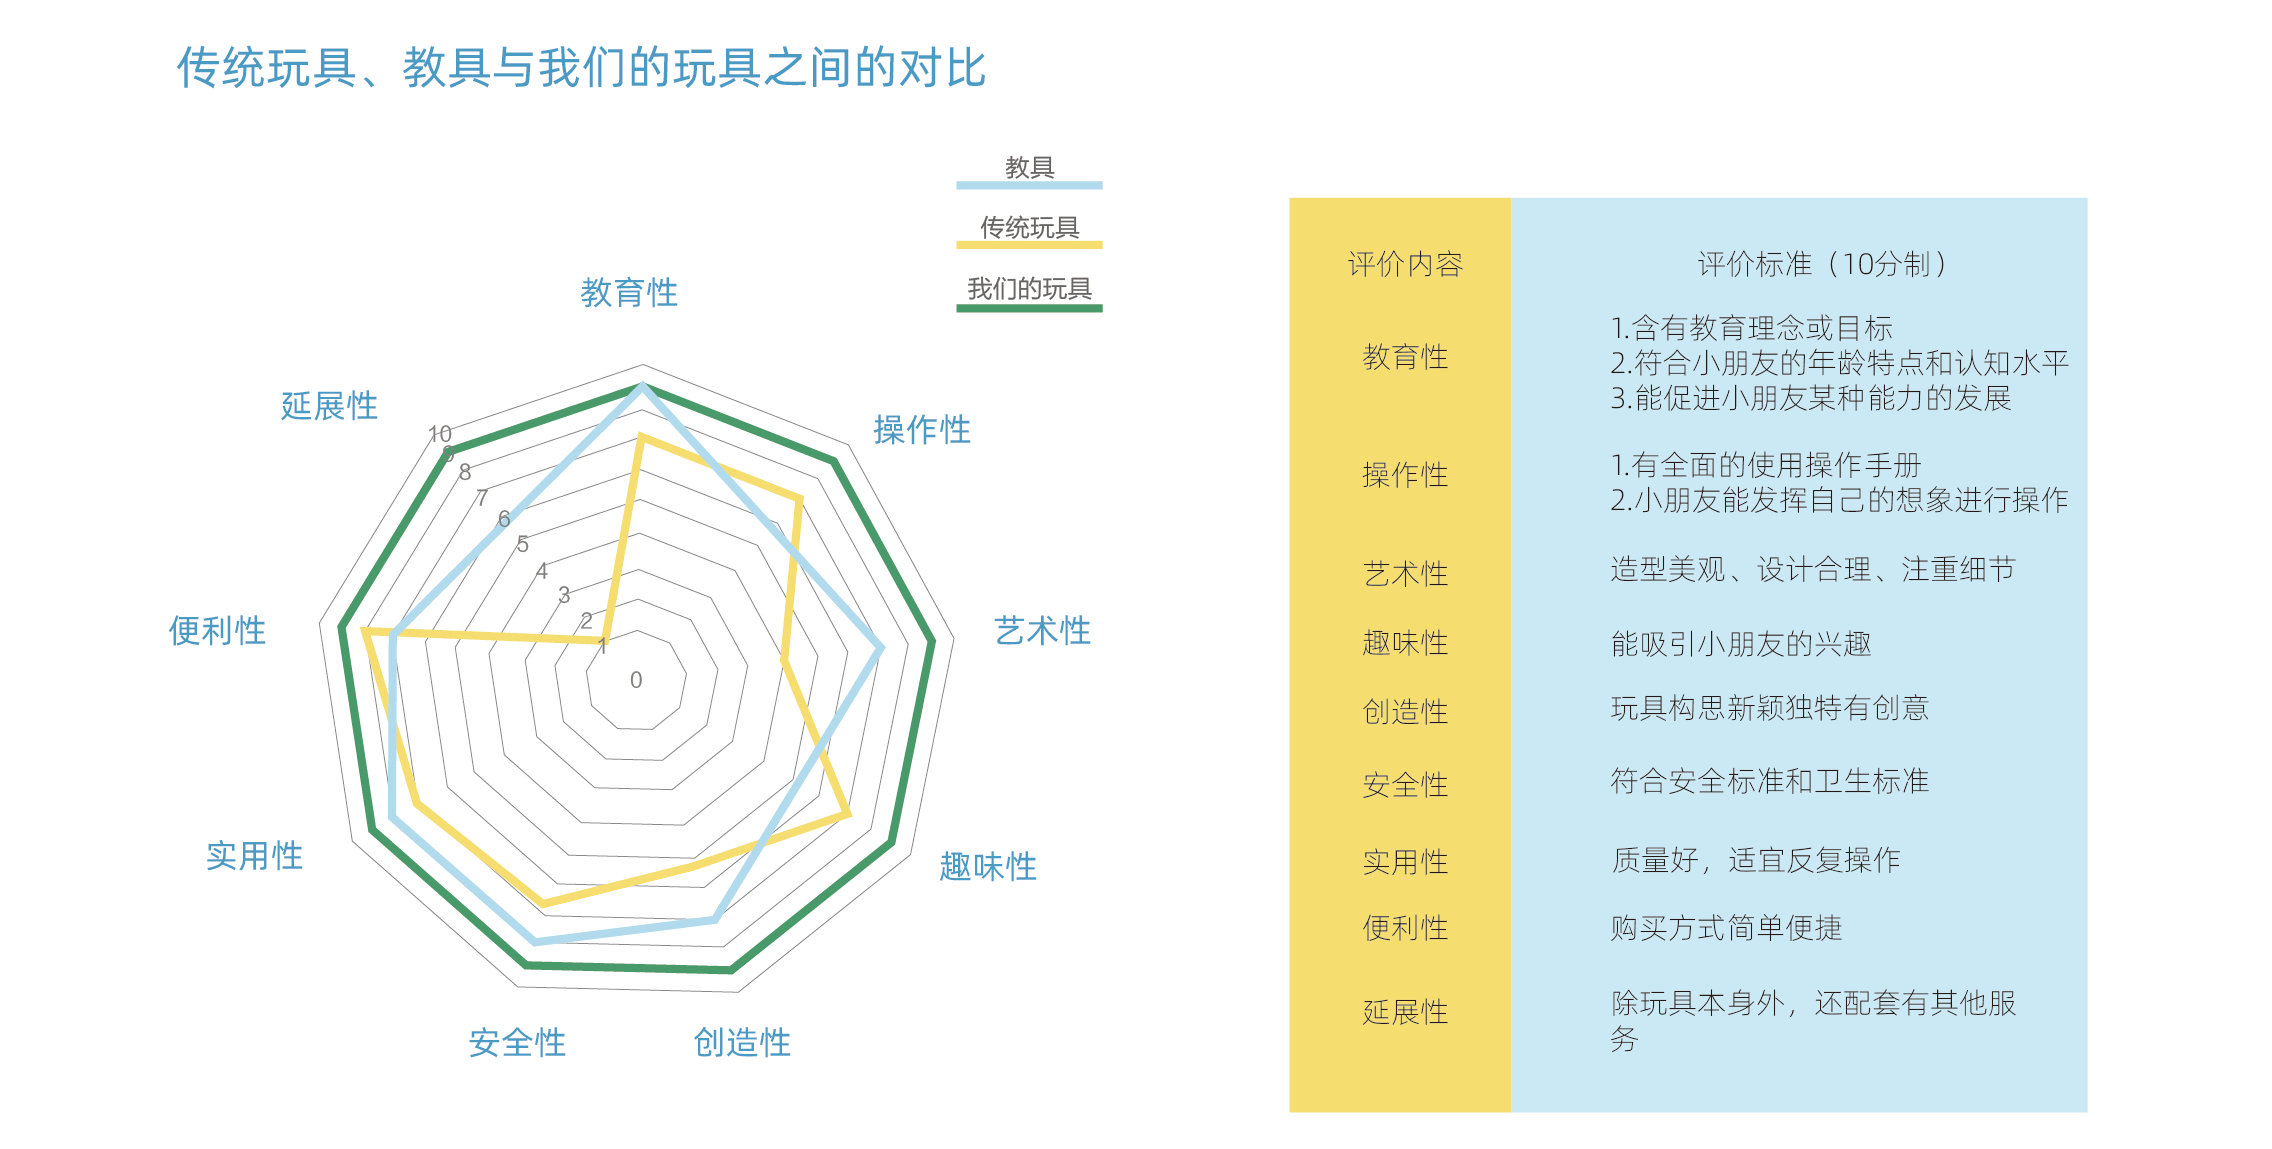 传统玩具、教具与我们的玩具之间的对比
教具
传统玩具
我们的玩具
教育性
操作性
艺术性
趣味性
创造性
安全性
实用性
便利性
延展性
10
9
8
7
6
5
4
3
2
1
0
评价内容
评价标准（10分制）
教育性
1.含有教育理念或目标
2.符合小朋友的年龄特点和认知水平
3.能促进小朋友某种能力的发展
操作性
1.有全面的使用操作手册
2.小朋友能发挥自己的想象进行操作
艺术性
造型美观、设计合理、注重细节
趣味性
能吸引小朋友的兴趣
创造性
玩具构思新颖独特有创意
安全性
符合安全标准和卫生标准
实用性
质量好，适宜反复操作
便利性
购买方式简单便捷
延展性
除玩具本身外，还配套有其他服
务